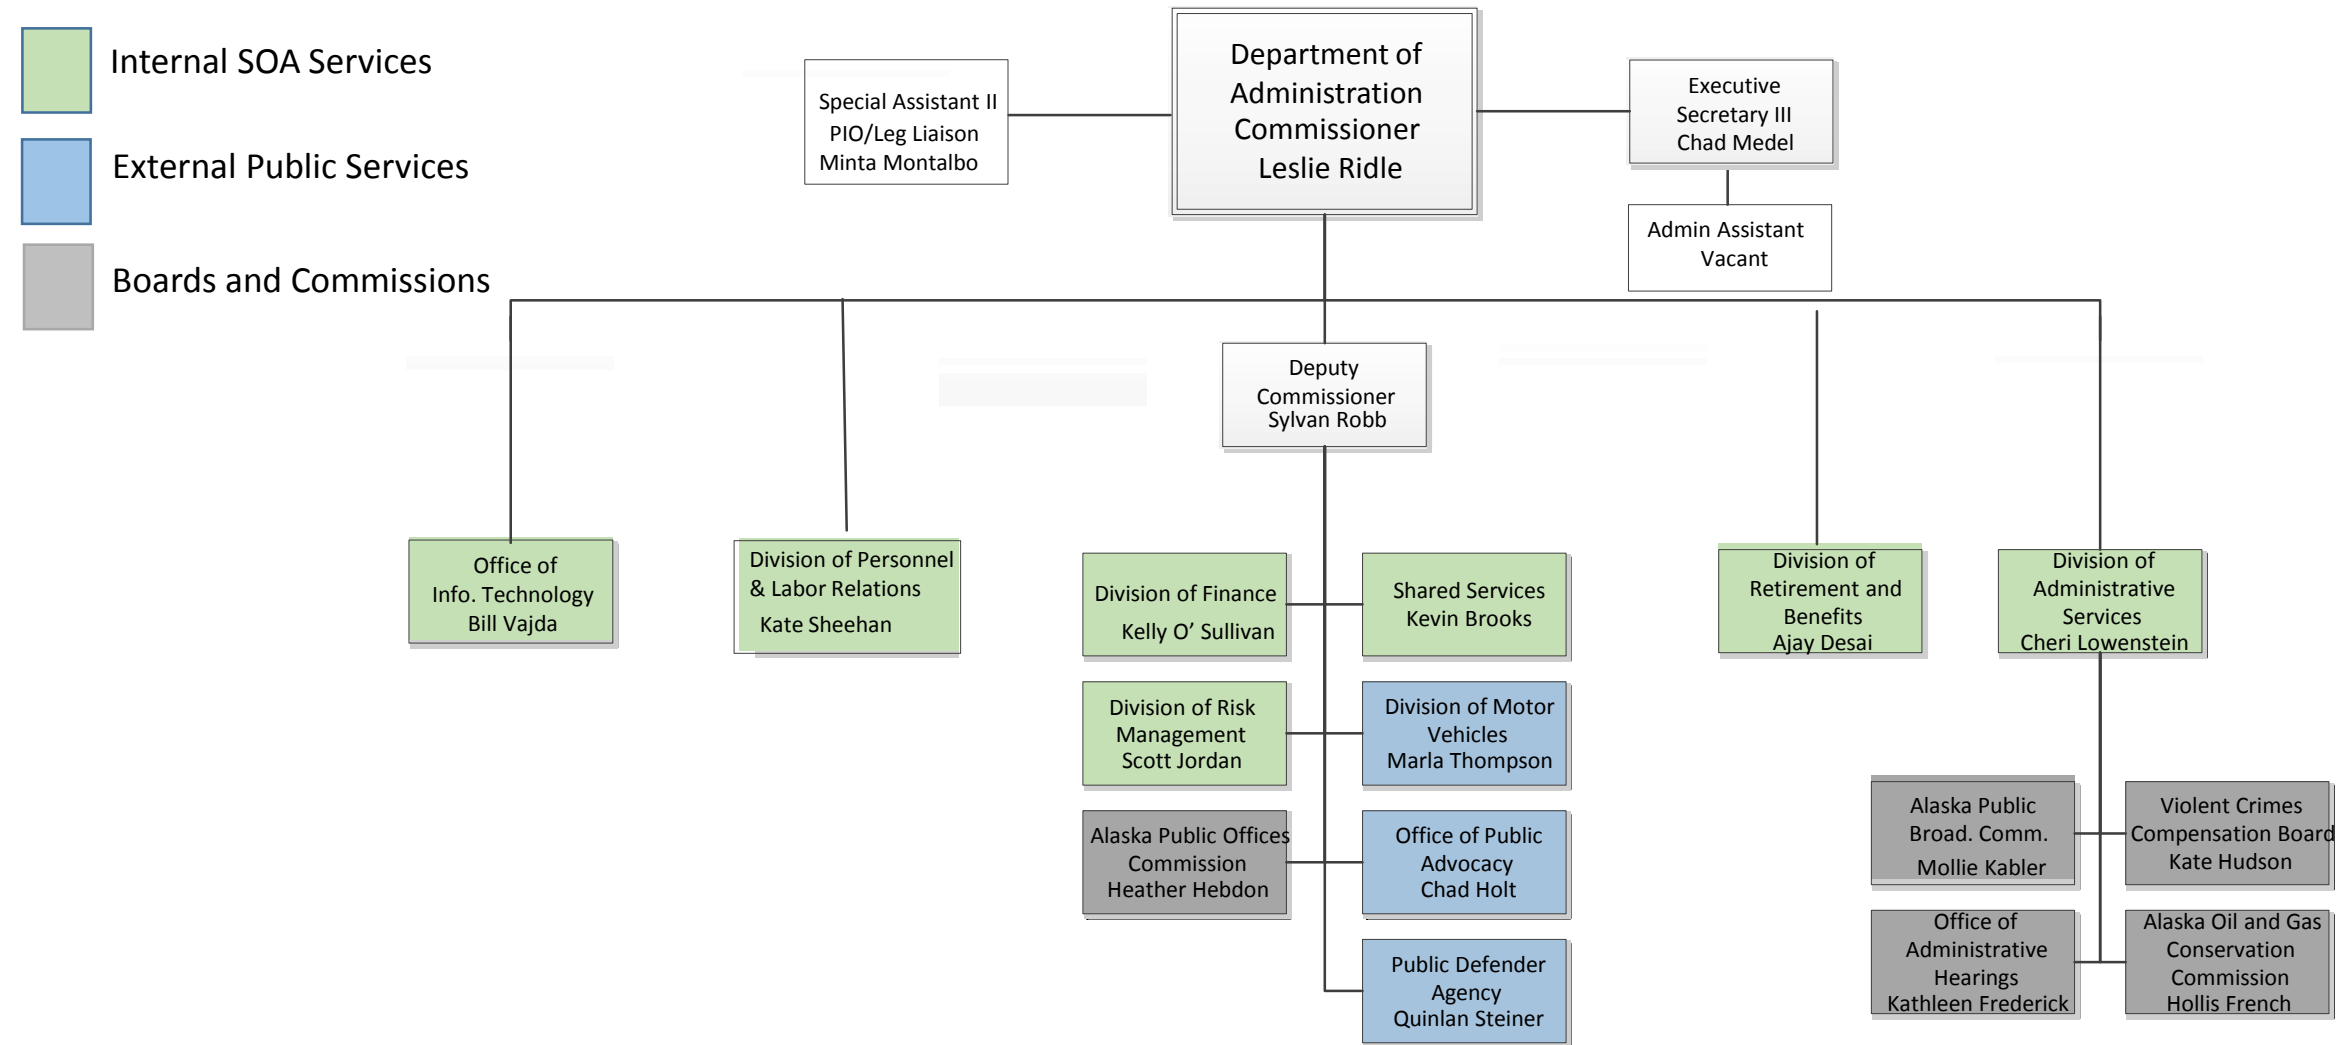 Internal SOA Services
External Public Services
Boards and Commissions
Special Assistant II
PIO/Leg Liaison
Minta Montalbo
Department of
Administration
Commissioner
Leslie Ridle
Executive
Secretary III
Chad Medel
Admin Assistant
Vacant
Deputy
Commissioner
Sylvan Robb
Office of
Info. Technology
Bill Vajda
Division of Personnel
& Labor Relations
Kate Sheehan
Division of Finance
Kelly O’ Sullivan
Shared Services
Kevin Brooks
Division of Risk
Management
Scott Jordan
Division of Motor
Vehicles
Marla Thompson
Alaska Public Offices
Commission
Heather Hebdon
Office of Public
Advocacy
Chad Holt
Public Defender
Agency
Quinlan Steiner
Division of
Retirement and
Benefits
Ajay Desai
Division of
Administrative
Services
Cheri Lowenstein
Alaska Public
Broad. Comm.
Mollie Kabler
Violent Crimes
Compensation Board
Kate Hudson
Office of
Administrative
Hearings
Kathleen Frederick
Alaska Oil and Gas
Conservation
Commission
Hollis French